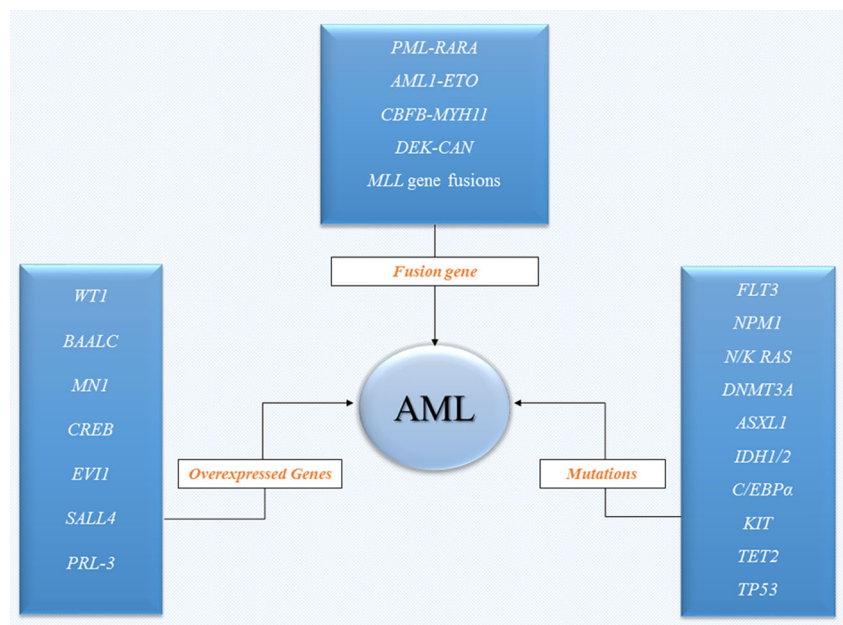 PML-RARA
AML1-ETO
CBFB-MYH11
DEK-CAN
MLL gene fusions
Fusion gene
WT1
BAALC
MN1
CREB
EVI1
SALL4
PRL-3
Overexpressed Genes
AML
Mutations
FLT3
NPM1
N/K RAS
DNMT3A
ASXL1
IDH1/2
C/EBPα
KIT
TET2
TP53